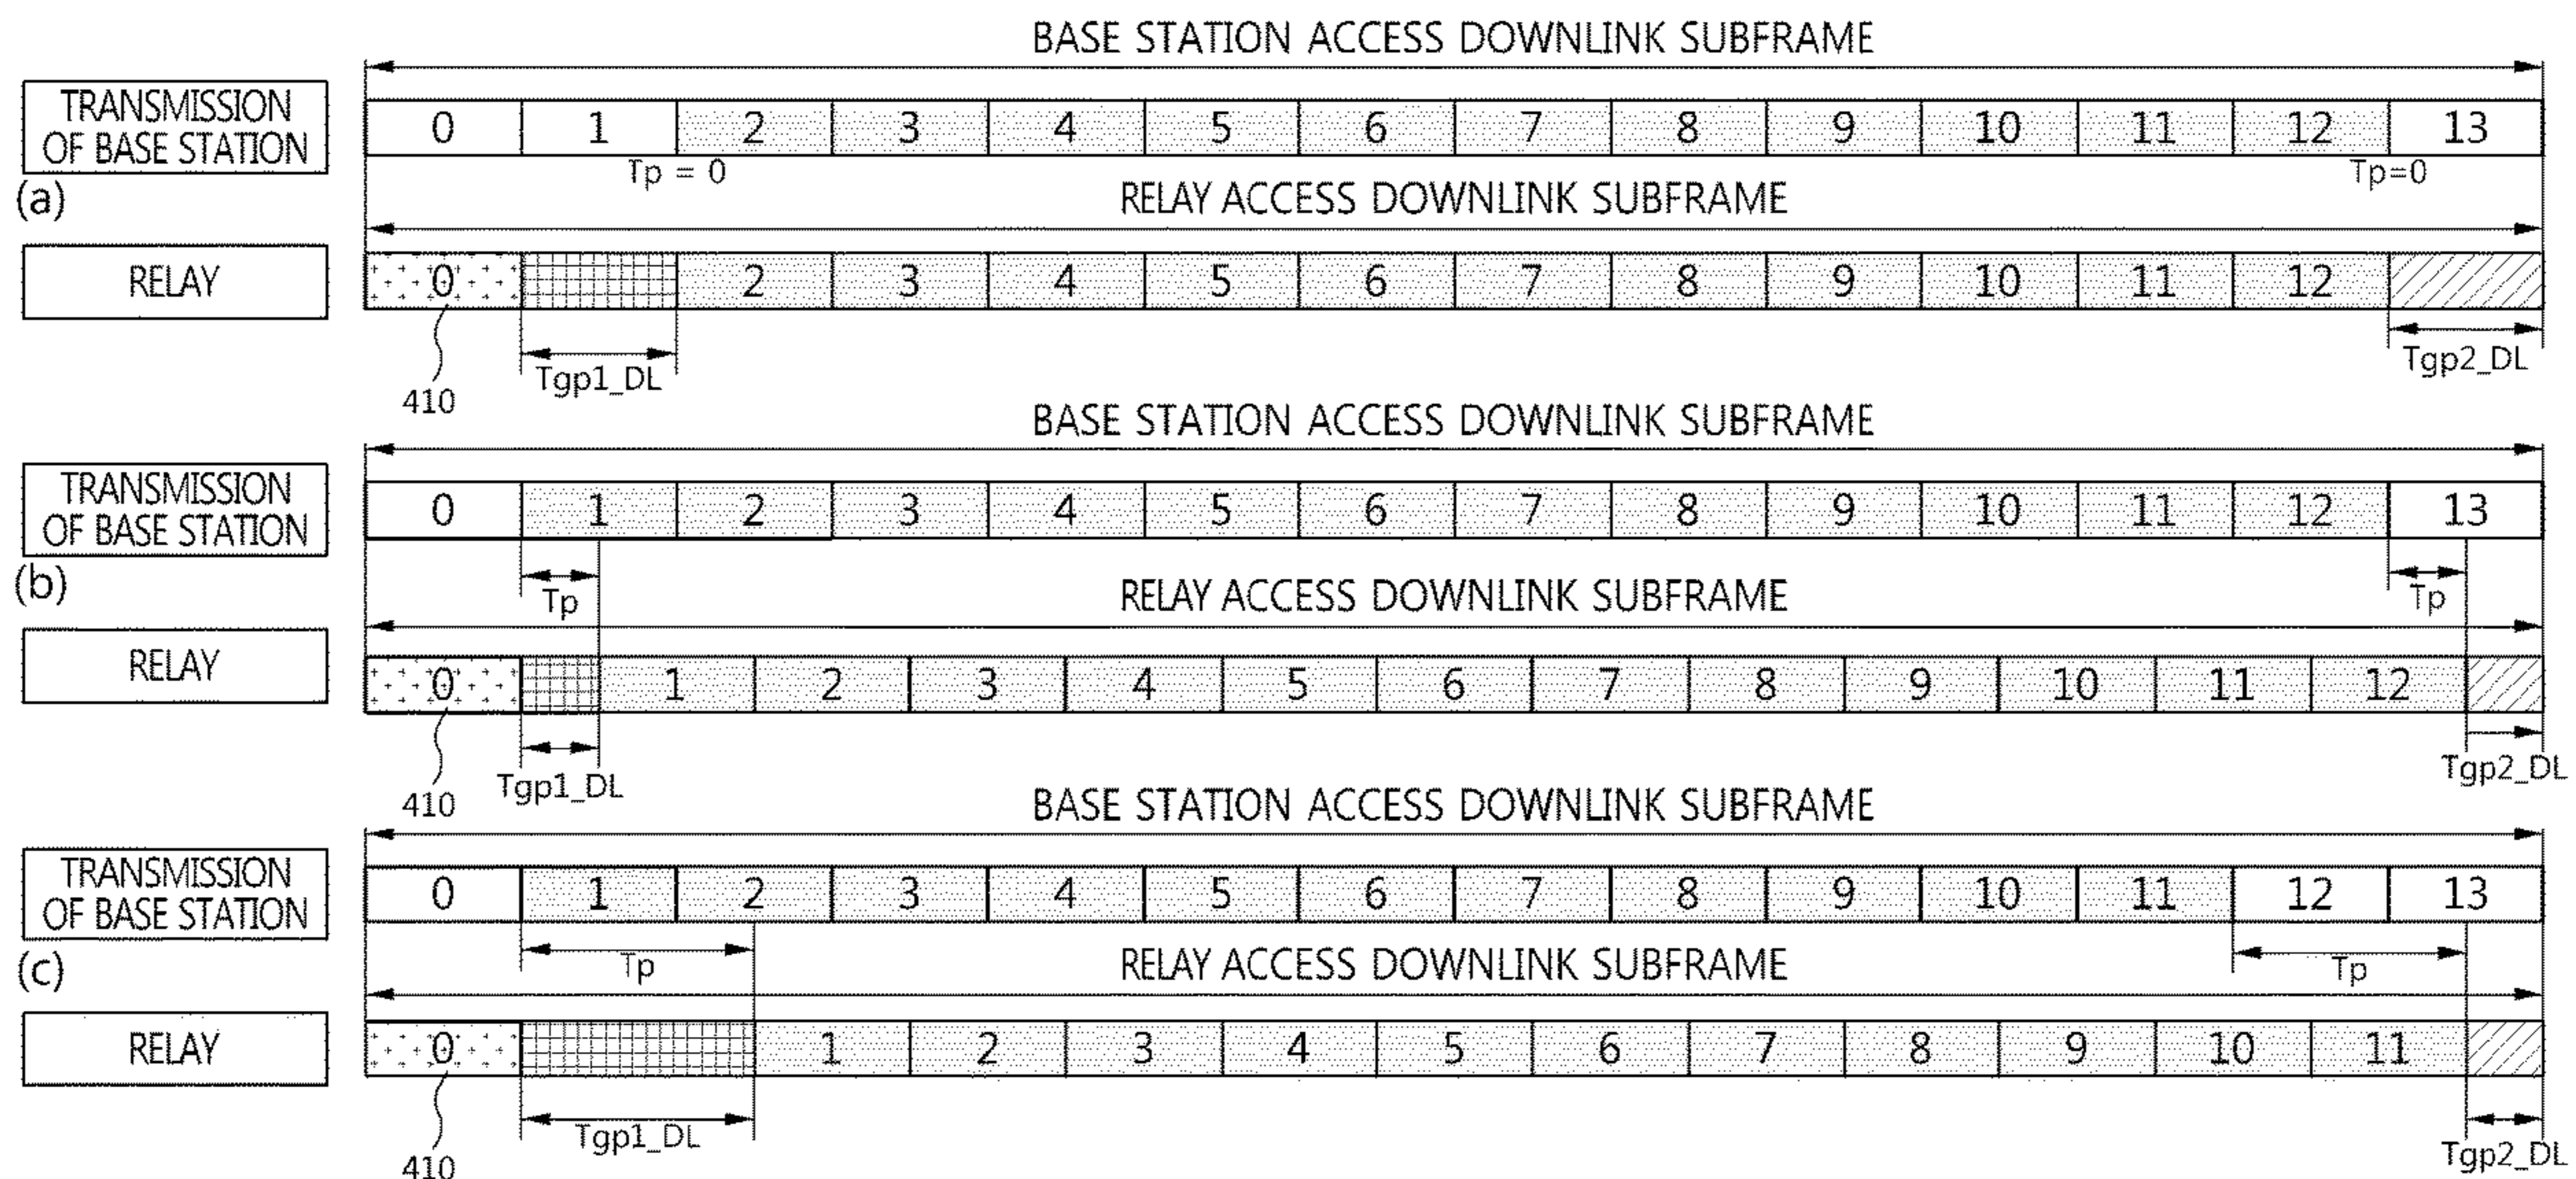 BASE STATION ACCESS DOWNLINK SUBFRAME
TRANSMISSION
OF BASE STATION
0 1 2 3 4 5 6 7 8 9 10 11 12 13
Tp = 0
Tp=0
(a)
RELAY ACCESS DOWNLINK SUBFRAME
RELAY
0 2 3 4 5 6 7 8 9 10 11 12
410
Tgp1_DL
Tgp2_DL
BASE STATION ACCESS DOWNLINK SUBFRAME
TRANSMISSION
OF BASE STATION
0 1 2 3 4 5 6 7 8 9 10 11 12 13
(b)
Tp
Tp
RELAY ACCESS DOWNLINK SUBFRAME
RELAY
0 1 2 3 4 5 6 7 8 9 10 11 12
410
Tgp1_DL
Tgp2_DL
BASE STATION ACCESS DOWNLINK SUBFRAME
TRANSMISSION
OF BASE STATION
0 1 2 3 4 5 6 7 8 9 10 11 12 13
(c)
Tp
Tp
RELAY ACCESS DOWNLINK SUBFRAME
RELAY
0 1 2 3 4 5 6 7 8 9 10 11
410
Tgp1_DL
Tgp2_DL